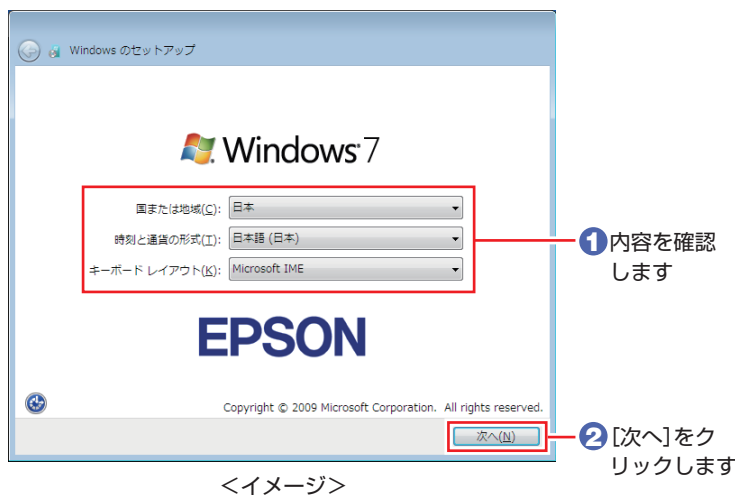 Windows のセットアップ
Windows 7
国または地域(C): 日本
時刻と通貨の形式(T): 日本語 (日本)
キーボード レイアウト(K): Microsoft IME
1 内容を確認
します
EPSON
Copyright © 2009 Microsoft Corporation. All rights reserved.
次へ(N)
2 [次へ]をク
リックします
<イメージ>